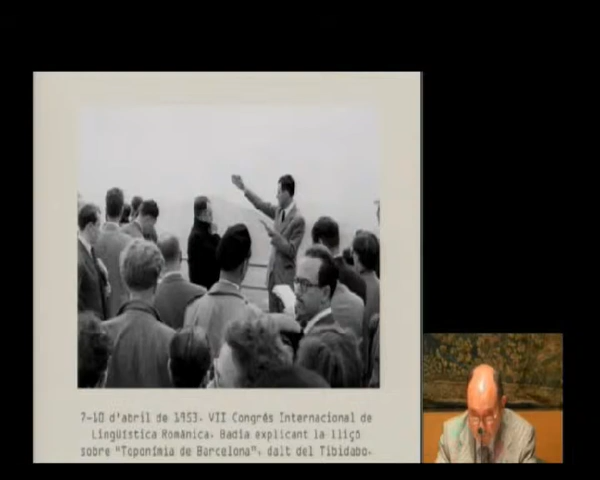 7-10 d'abril de 1953. VII Congrés Internacional de
Lingüística Romànica. Badia explicant la lliçó
sobre "Toponímia de Barcelona", dalt del Tibidabo.